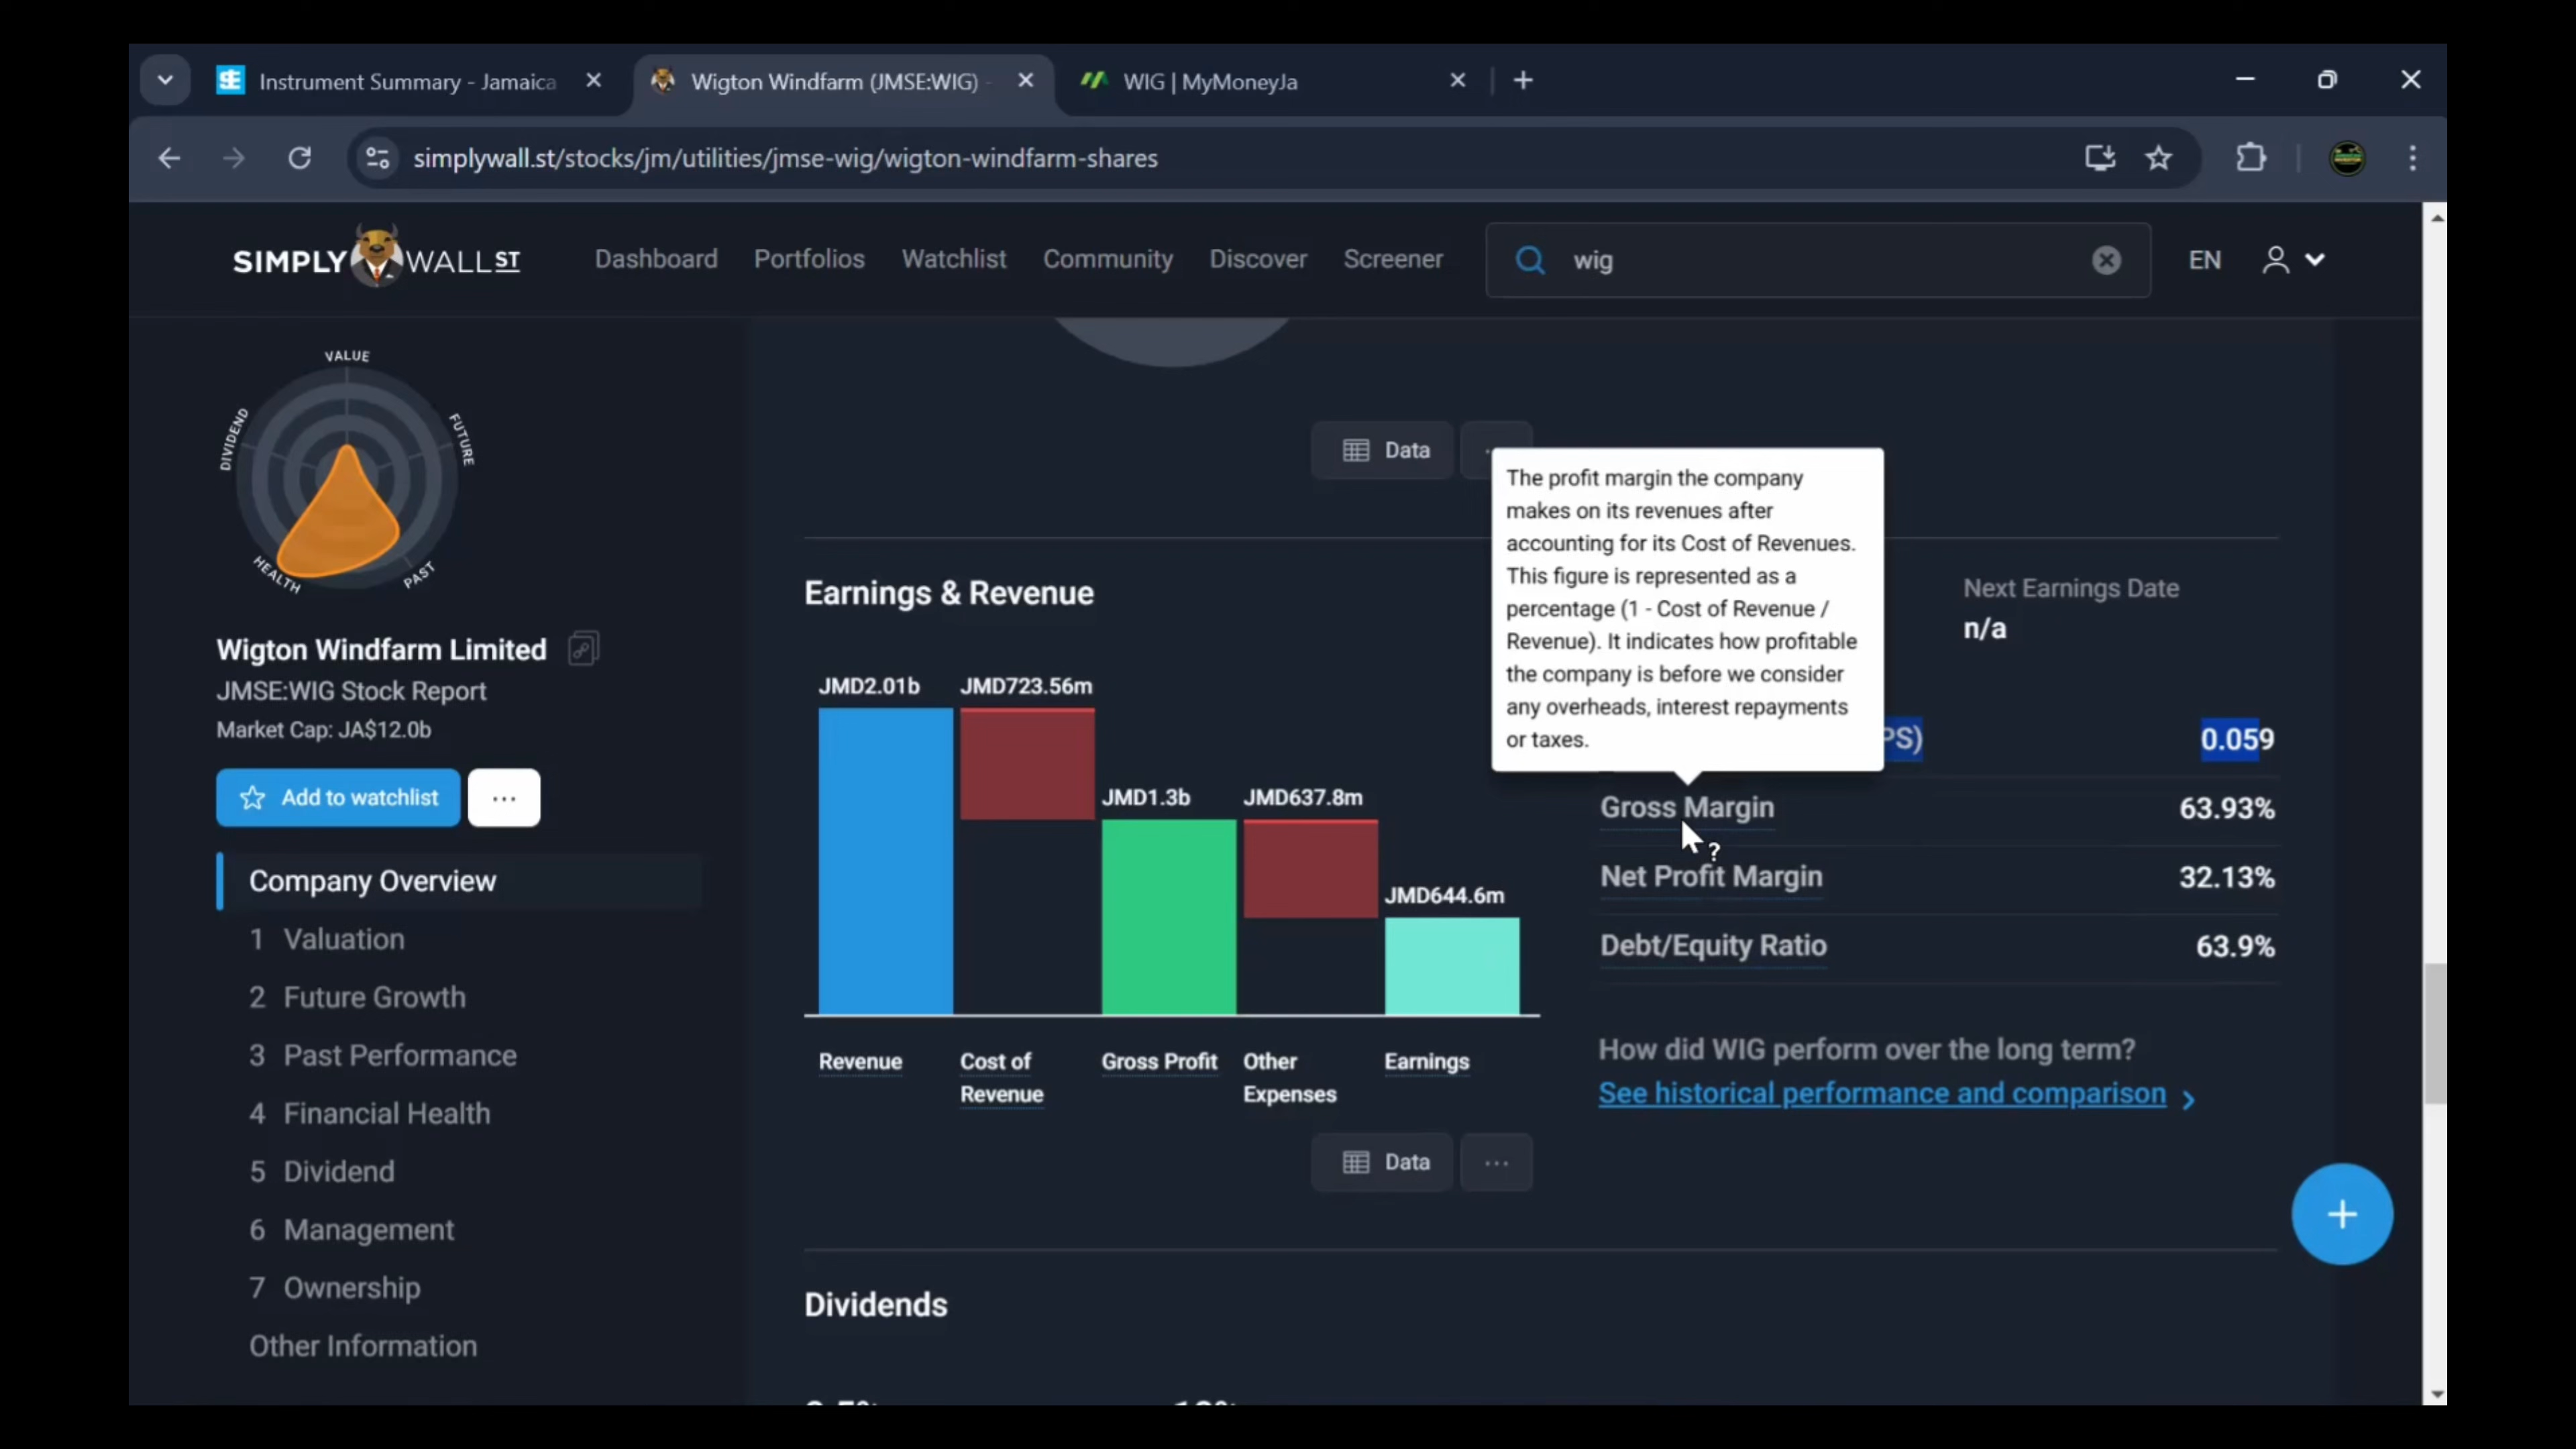 Instrument Summary - Jamaica
Wigton Windfarm (JMSE:WIG) -
WIG | MyMoneyJa
simplywall.st/stocks/jm/utilities/jmse-wig/wigton-windfarm-shares
SIMPLY WALL ST
Dashboard
Portfolios
Watchlist
Community
Discover
Screener
wig
EN
VALUE
FUTURE
PAST
HEALTH
DIVIDEND
Wigton Windfarm Limited
JMSE:WIG Stock Report
Market Cap: JA$12.0b
Add to watchlist
...
Company Overview
1 Valuation
2 Future Growth
3 Past Performance
4 Financial Health
5 Dividend
6 Management
7 Ownership
Other Information
Data
Earnings & Revenue
JMD2.01b
JMD723.56m
JMD1.3b
JMD637.8m
JMD644.6m
Revenue
Cost of
Revenue
Gross Profit
Other
Expenses
Earnings
Data
...
The profit margin the company
makes on its revenues after
accounting for its Cost of Revenues.
This figure is represented as a
percentage (1 - Cost of Revenue /
Revenue). It indicates how profitable
the company is before we consider
any overheads, interest repayments
or taxes.
Next Earnings Date
n/a
PS) 0.059
Gross Margin 63.93%
Net Profit Margin 32.13%
Debt/Equity Ratio 63.9%
How did WIG perform over the long term?
See historical performance and comparison
Dividends